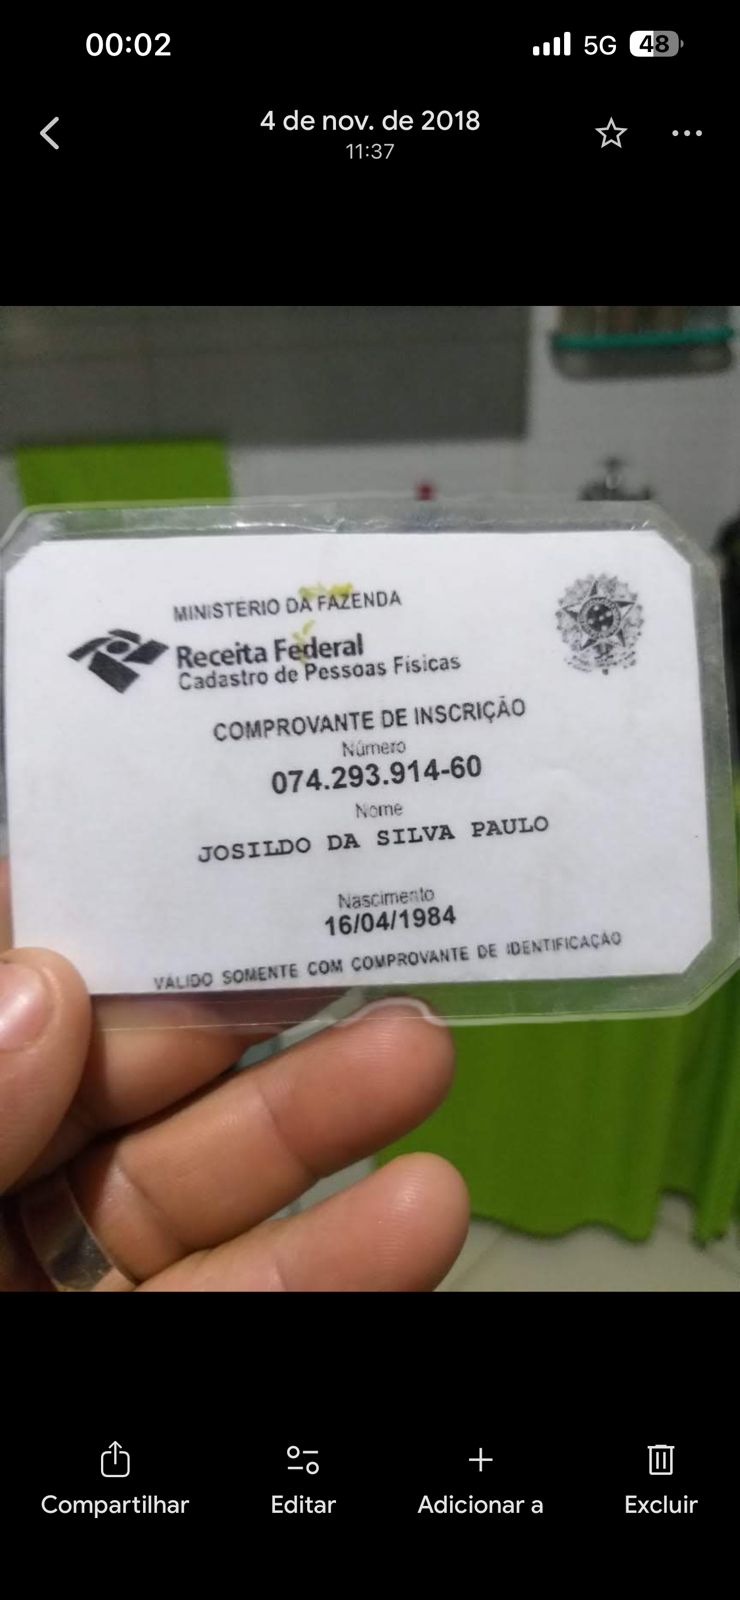 00:02
5G 48
4 de nov. de 2018
11:37
MINISTÉRIO DA FAZENDA
Receita Federal
Cadastro de Pessoas Físicas
COMPROVANTE DE INSCRIÇÃO
Número
074.293.914-60
Nome
JOSILDO DA SILVA PAULO
Nascimento
16/04/1984
VÁLIDO SOMENTE COM COMPROVANTE DE IDENTIFICAÇÃO
Compartilhar
Editar
Adicionar a
Excluir